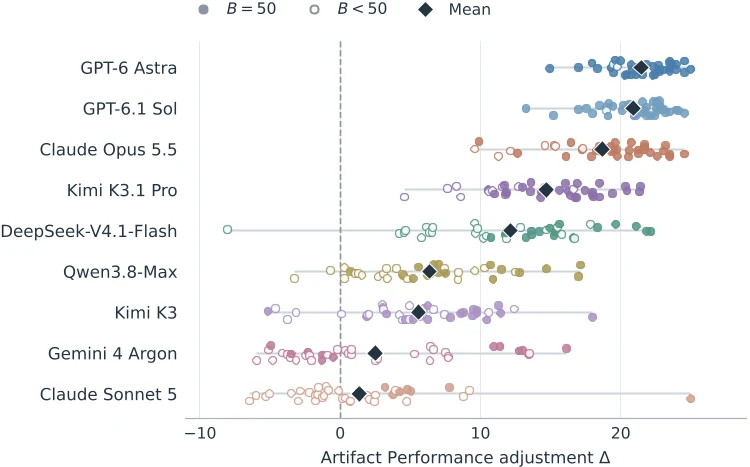 B = 50 B < 50 Mean
GPT-6 Astra
GPT-6.1 Sol
Claude Opus 5.5
Kimi K3.1 Pro
DeepSeek-V4.1-Flash
Qwen3.8-Max
Kimi K3
Gemini 4 Argon
Claude Sonnet 5
−10 0 10 20
Artifact Performance adjustment Δ